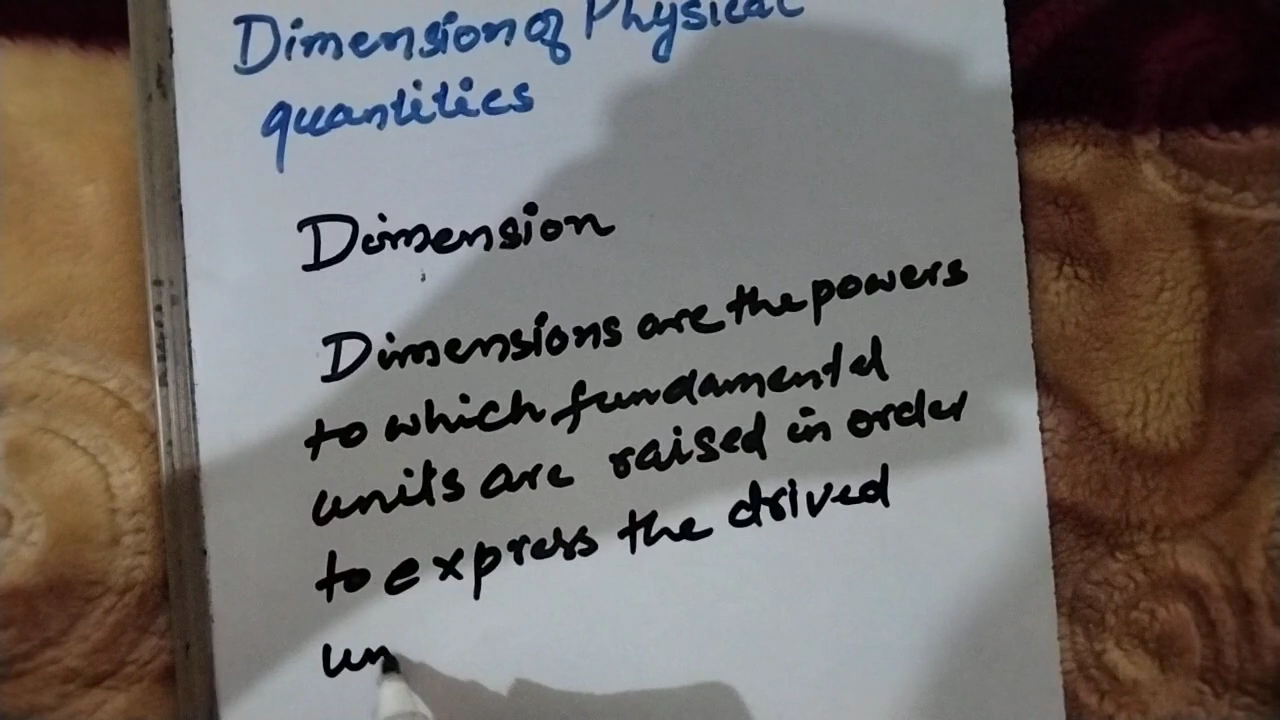 Dimension of Physical
quantities
Dimension
Dimensions are the powers
to which fundamental
units are raised in order
to express the drived
un